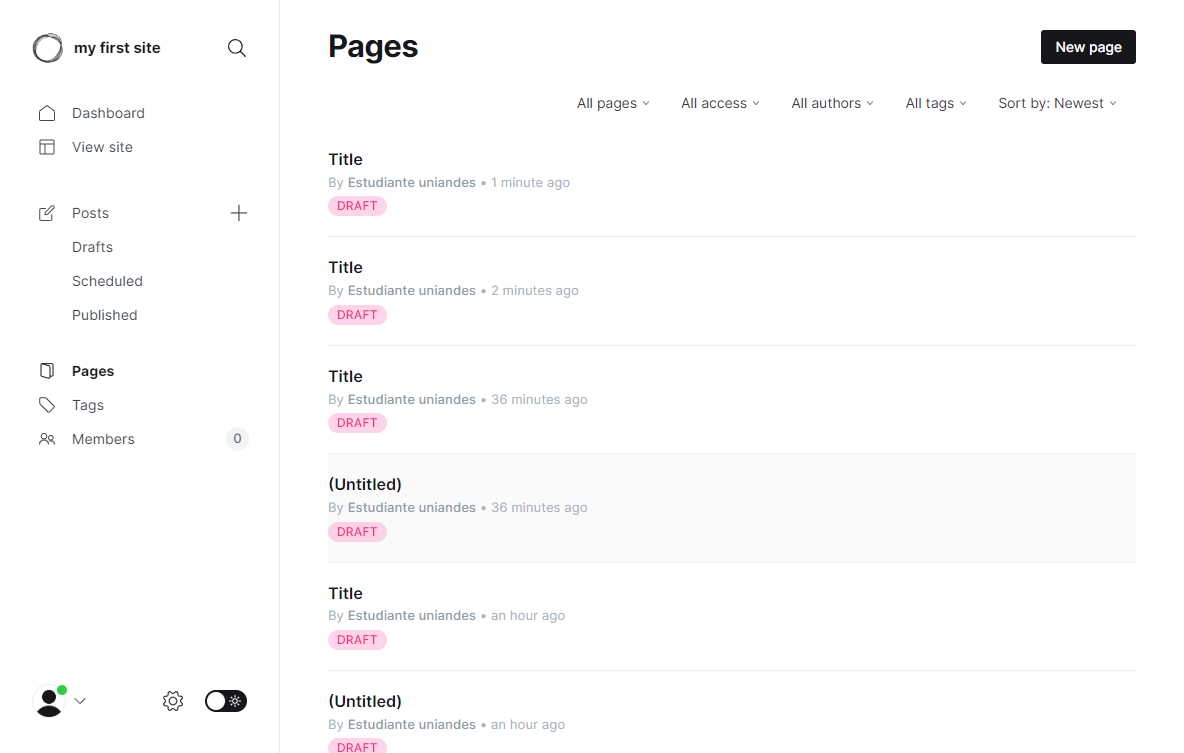 my first site
Dashboard
View site
Posts
Drafts
Scheduled
Published
Pages
Tags
Members 0
Pages
New page
All pages All access All authors All tags Sort by: Newest
Title
By Estudiante uniandes • 1 minute ago
DRAFT
Title
By Estudiante uniandes • 2 minutes ago
DRAFT
Title
By Estudiante uniandes • 36 minutes ago
DRAFT
(Untitled)
By Estudiante uniandes • 36 minutes ago
DRAFT
Title
By Estudiante uniandes • an hour ago
DRAFT
(Untitled)
By Estudiante uniandes • an hour ago
DRAFT